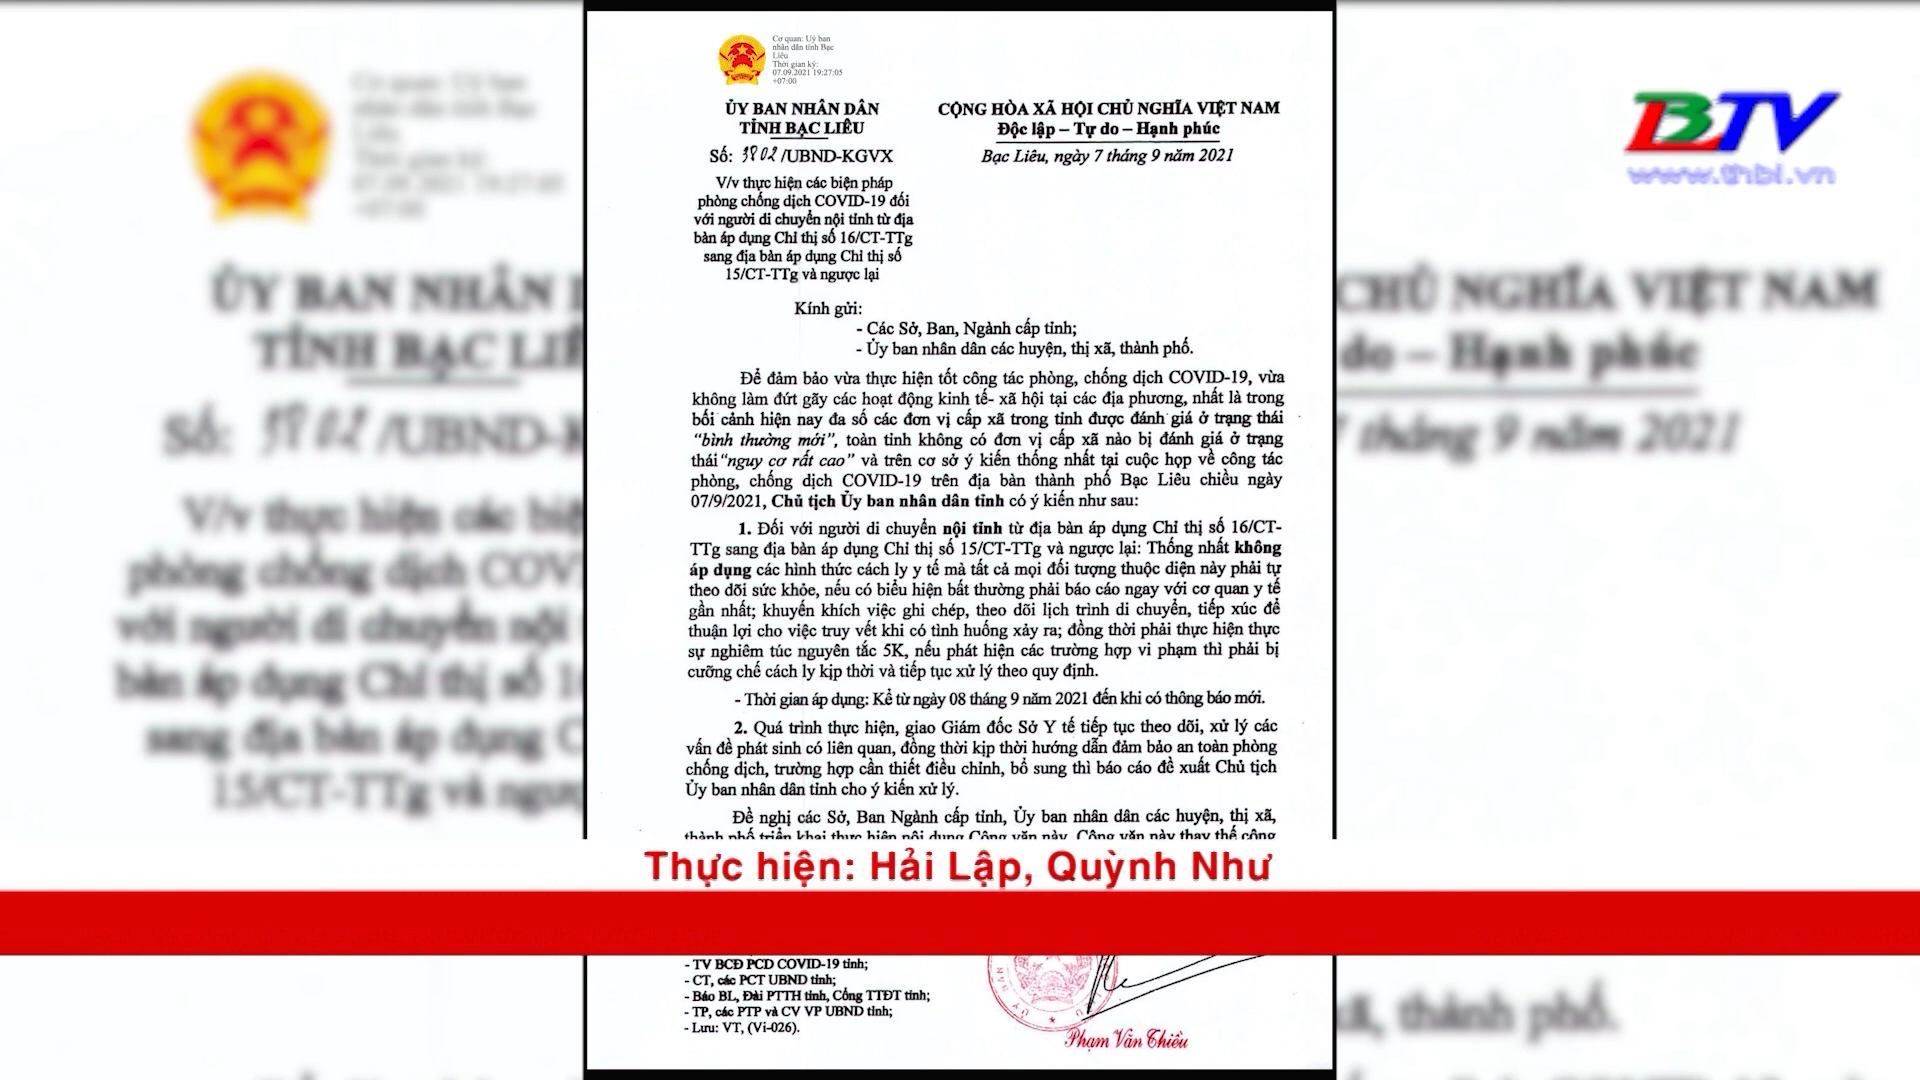 Cơ quan: Uỷ ban
nhân dân tỉnh Bạc
Liêu
Thời gian ký:
07.09.2021 19:27:05
+07:00
ỦY BAN NHÂN DÂN
TỈNH BẠC LIÊU
Số: 3802/UBND-KGVX
V/v thực hiện các biện pháp
phòng chống dịch COVID-19 đối
với người di chuyển nội tỉnh từ địa
bàn áp dụng Chỉ thị số 16/CT-TTg
sang địa bàn áp dụng Chỉ thị số
15/CT-TTg và ngược lại
CỘNG HÒA XÃ HỘI CHỦ NGHĨA VIỆT NAM
Độc lập – Tự do – Hạnh phúc
Bạc Liêu, ngày 7 tháng 9 năm 2021
BTV
www.thbl.vn
Kính gửi:
- Các Sở, Ban, Ngành cấp tỉnh;
- Ủy ban nhân dân các huyện, thị xã, thành phố.
Để đảm bảo vừa thực hiện tốt công tác phòng, chống dịch COVID-19, vừa
không làm đứt gãy các hoạt động kinh tế- xã hội tại các địa phương, nhất là trong
bối cảnh hiện nay đa số các đơn vị cấp xã trong tỉnh được đánh giá ở trạng thái
“bình thường mới”, toàn tỉnh không có đơn vị cấp xã nào bị đánh giá ở trạng
thái“nguy cơ rất cao” và trên cơ sở ý kiến thống nhất tại cuộc họp về công tác
phòng, chống dịch COVID-19 trên địa bàn thành phố Bạc Liêu chiều ngày
07/9/2021, Chủ tịch Ủy ban nhân dân tỉnh có ý kiến như sau:
1. Đối với người di chuyển nội tỉnh từ địa bàn áp dụng Chỉ thị số 16/CT-
TTg sang địa bàn áp dụng Chỉ thị số 15/CT-TTg và ngược lại: Thống nhất không
áp dụng các hình thức cách ly y tế mà tất cả mọi đối tượng thuộc diện này phải tự
theo dõi sức khỏe, nếu có biểu hiện bất thường phải báo cáo ngay với cơ quan y tế
gần nhất; khuyến khích việc ghi chép, theo dõi lịch trình di chuyển, tiếp xúc để
thuận lợi cho việc truy vết khi có tình huống xảy ra; đồng thời phải thực hiện thực
sự nghiêm túc nguyên tắc 5K, nếu phát hiện các trường hợp vi phạm thì phải bị
cưỡng chế cách ly kịp thời và tiếp tục xử lý theo quy định.
- Thời gian áp dụng: Kể từ ngày 08 tháng 9 năm 2021 đến khi có thông báo mới.
2. Quá trình thực hiện, giao Giám đốc Sở Y tế tiếp tục theo dõi, xử lý các
vấn đề phát sinh có liên quan, đồng thời kịp thời hướng dẫn đảm bảo an toàn phòng
chống dịch, trường hợp cần thiết điều chỉnh, bổ sung thì báo cáo đề xuất Chủ tịch
Ủy ban nhân dân tỉnh cho ý kiến xử lý.
Đề nghị các Sở, Ban Ngành cấp tỉnh, Ủy ban nhân dân các huyện, thị xã,
thành phố triển khai thực hiện nội dung Công văn này. Công văn này thay thế công
Thực hiện: Hải Lập, Quỳnh Như
- TV BCĐ PCD COVID-19 tỉnh;
- CT, các PCT UBND tỉnh;
- Báo BL, Đài PTTH tỉnh, Cổng TTĐT tỉnh;
- TP, các PTP và CV VP UBND tỉnh;
- Lưu: VT, (Vi-026).
Phạm Văn Thiều